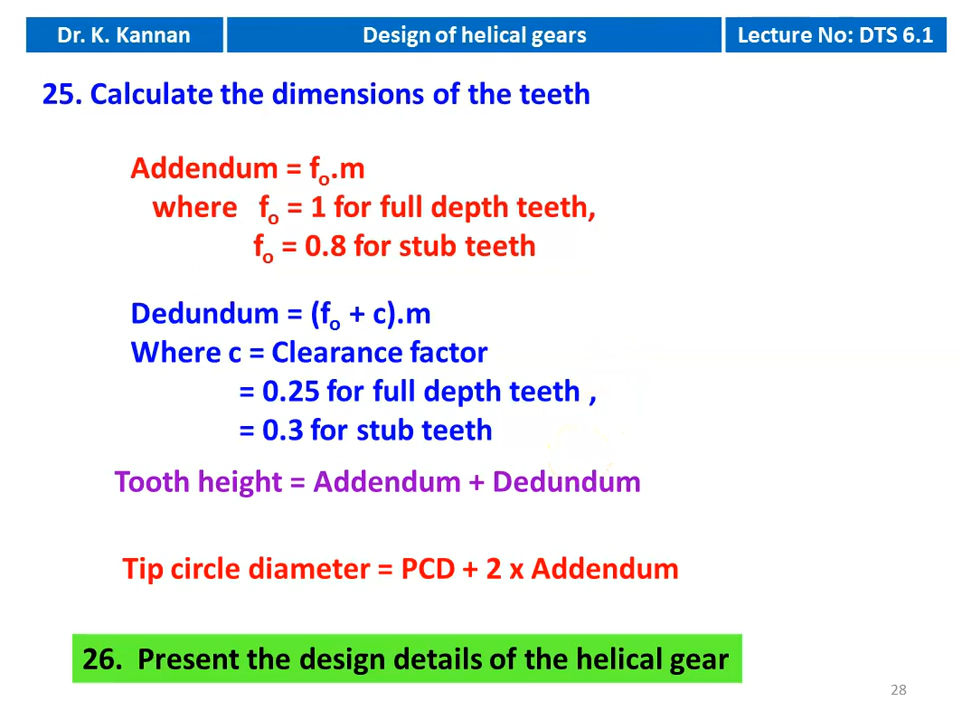 Dr. K. Kannan
Design of helical gears
Lecture No: DTS 6.1
25. Calculate the dimensions of the teeth
Addendum = fo.m
where fo = 1 for full depth teeth,
fo = 0.8 for stub teeth
Dedundum = (fo + c).m
Where c = Clearance factor
= 0.25 for full depth teeth ,
= 0.3 for stub teeth
Tooth height = Addendum + Dedundum
Tip circle diameter = PCD + 2 x Addendum
26. Present the design details of the helical gear
28